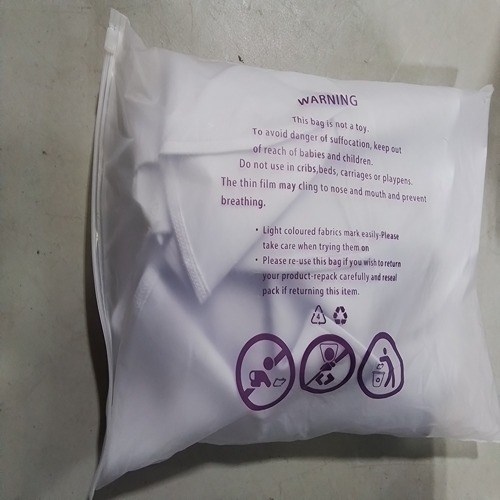 WARNING
This bag is not a toy.
To avoid danger of sulfocation, keep out
of reach of babies and children.
Do not use in cribs,beds, carriages or playpens.
The thin film may cling to nose and mouth and prevent
breathing.
• Light coloured fabrics mark easily-Please
take care when trying them on
• Please re-use this bag if you wish to return
your product-repack carefully and reseal
pack if returning this item.
4